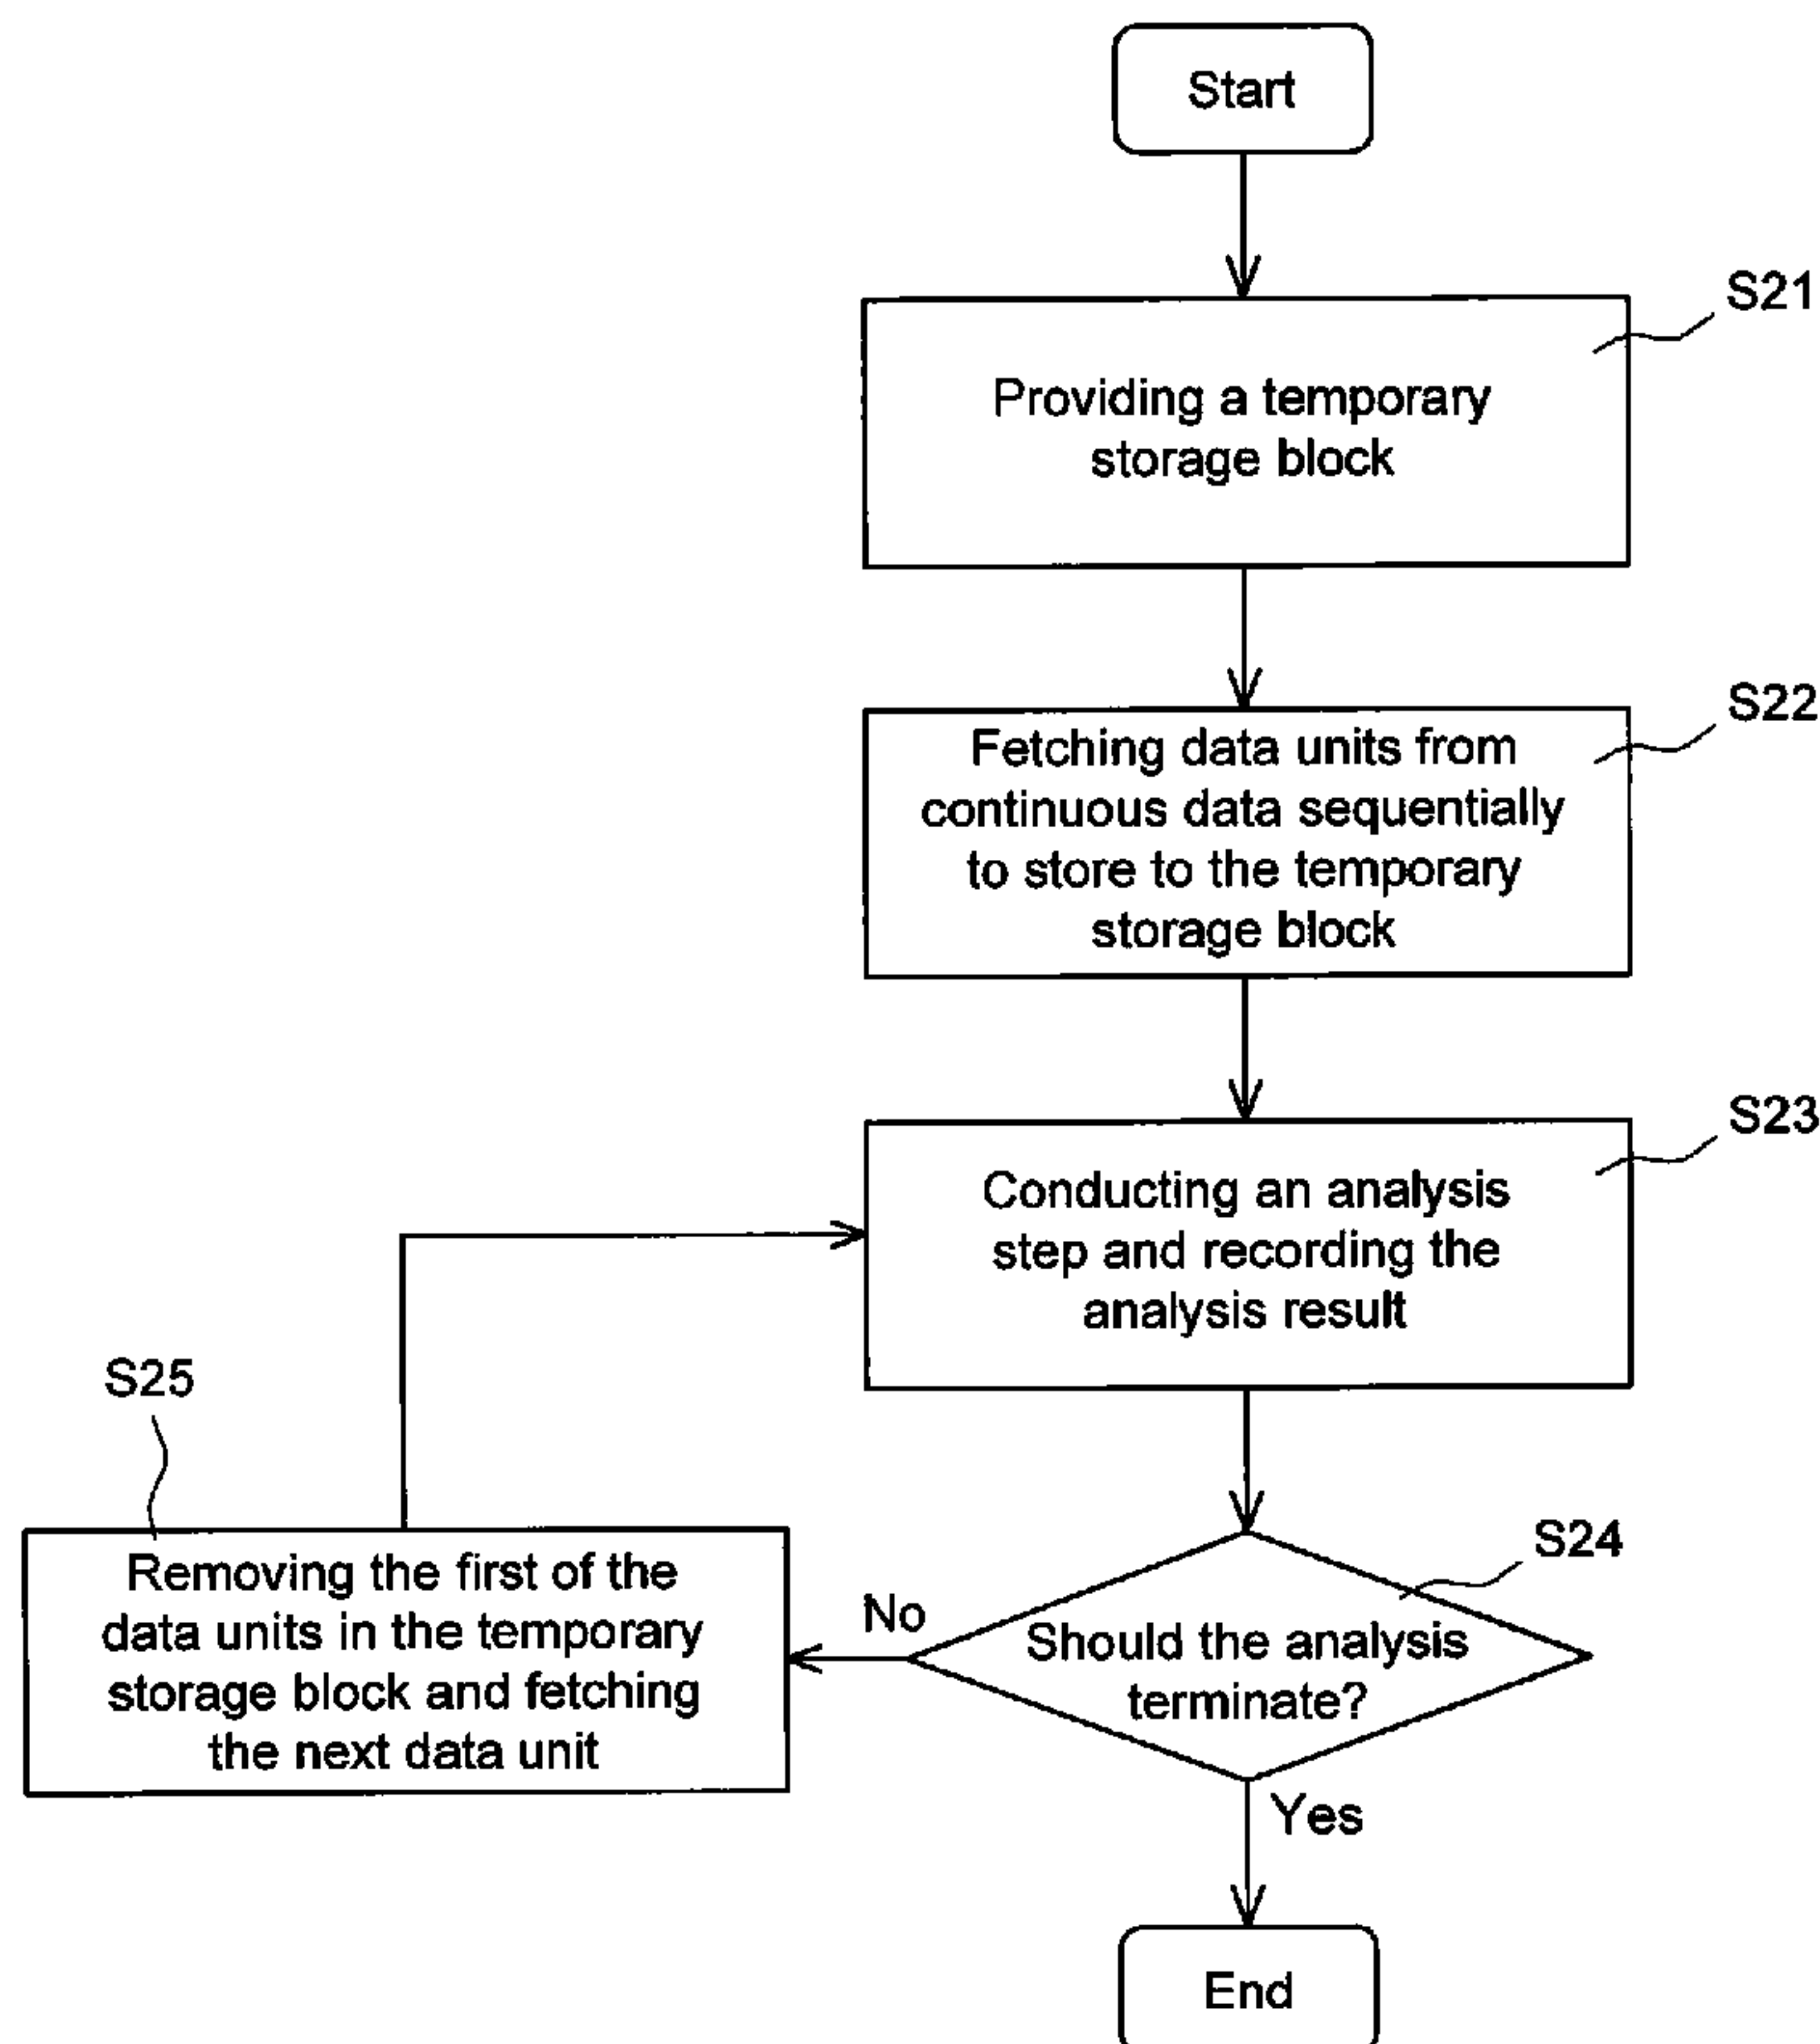 Start
S21
Providing a temporary
storage block
S22
Fetching data units from
continuous data sequentially
to store to the temporary
storage block
S23
Conducting an analysis
step and recording the
analysis result
S25
Removing the first of the
data units in the temporary
storage block and fetching
the next data unit
No
S24
Should the analysis
terminate?
Yes
End